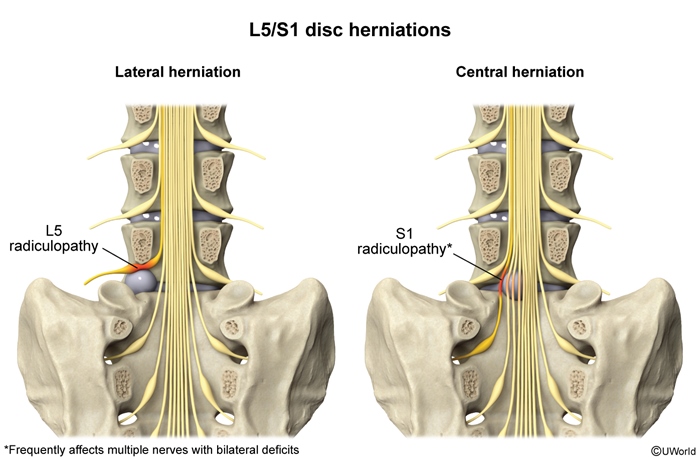 L5/S1 disc herniations
Lateral herniation
Central herniation
L5
radiculopathy
S1
radiculopathy*
*Frequently affects multiple nerves with bilateral deficits
©UWorld